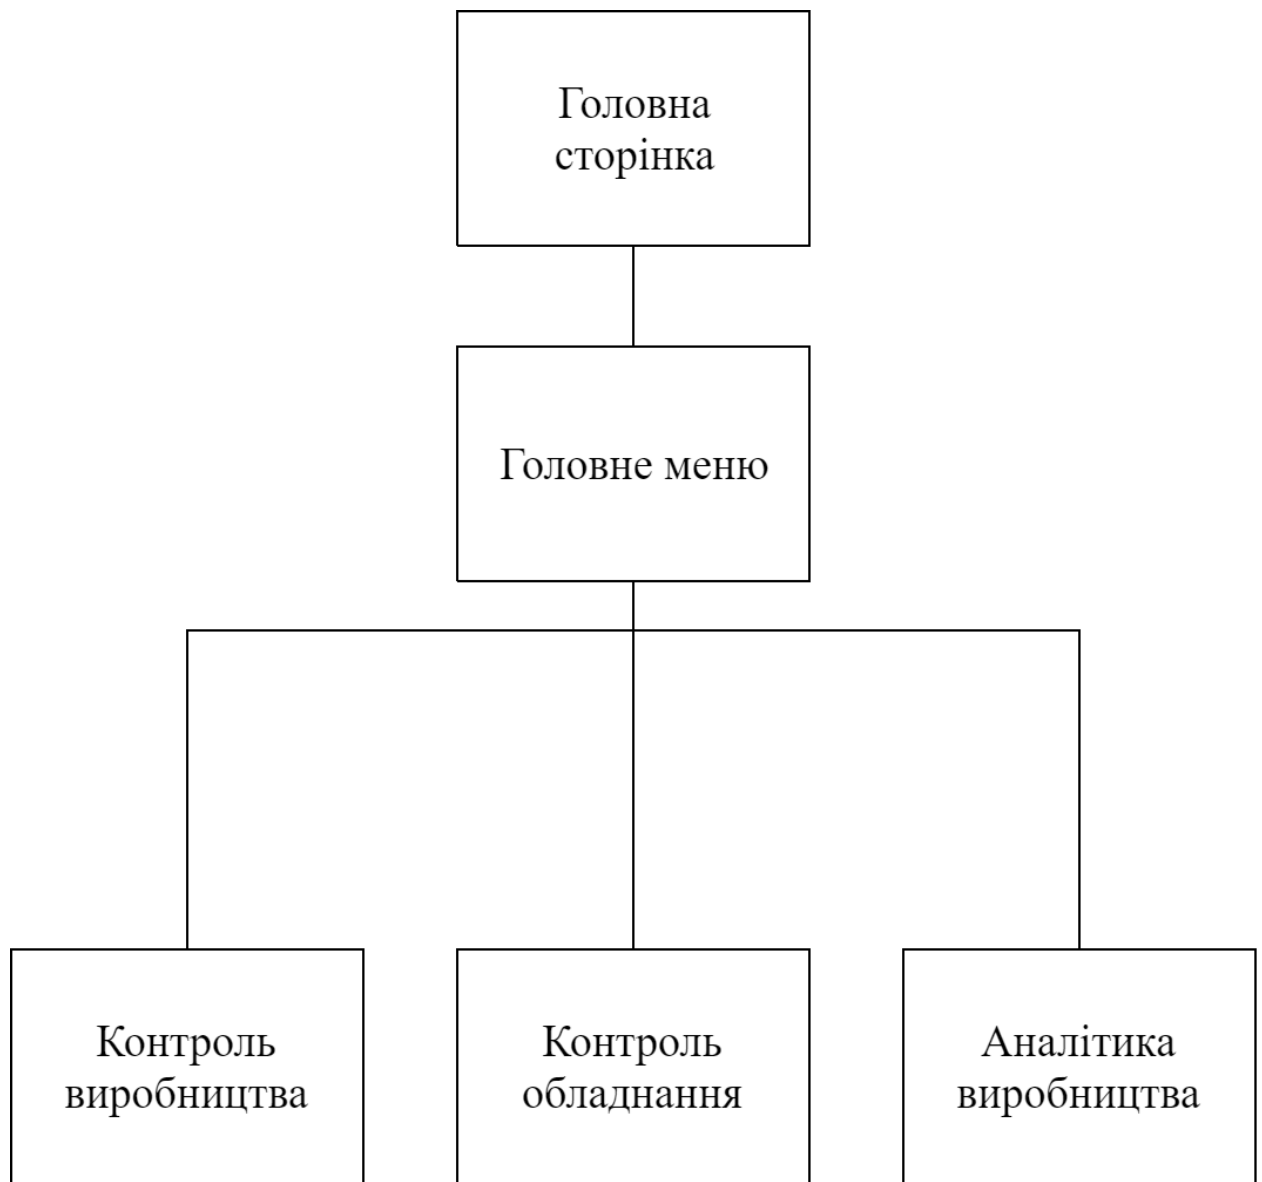 Головна
сторінка
Головне меню
Контроль
виробництва
Контроль
обладнання
Аналітика
виробництва